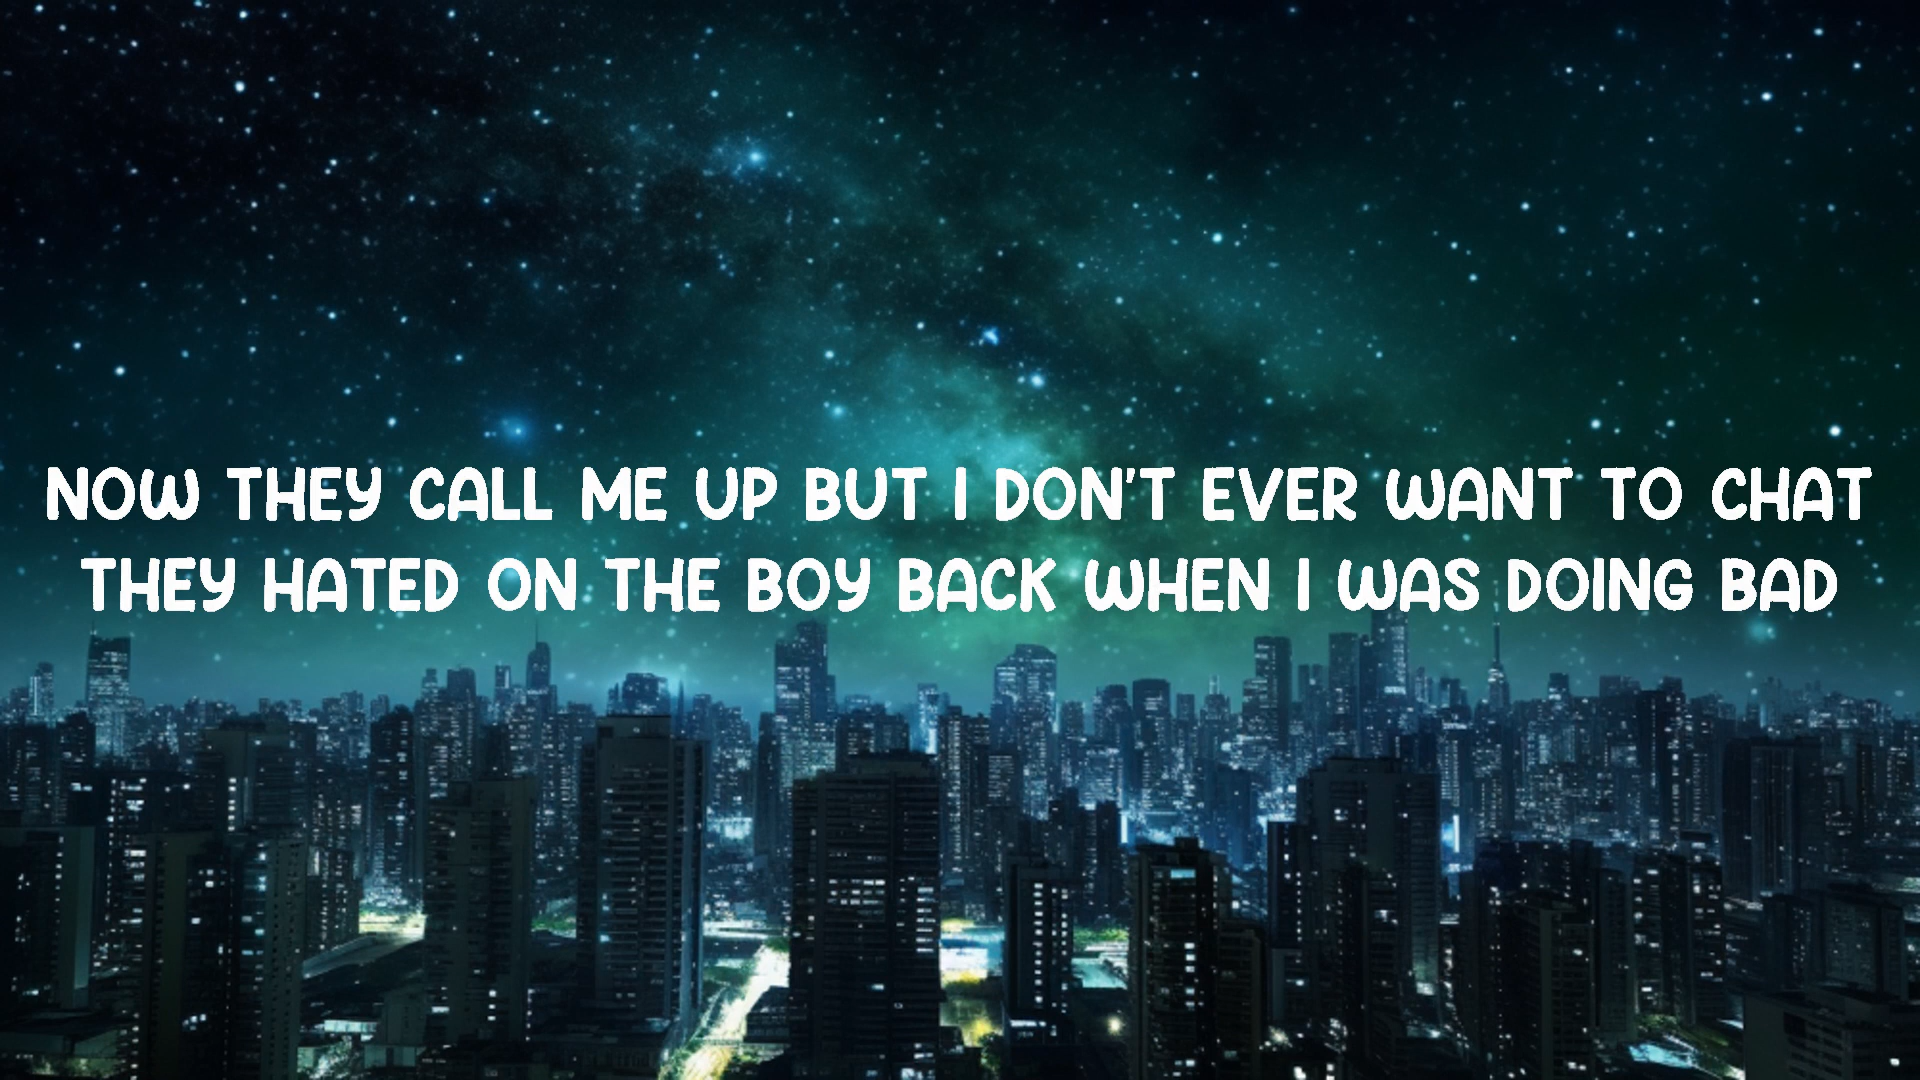 NOW THEY CALL ME UP BUT I DON'T EVER WANT TO CHAT
THEY HATED ON THE BOY BACK WHEN I WAS DOING BAD